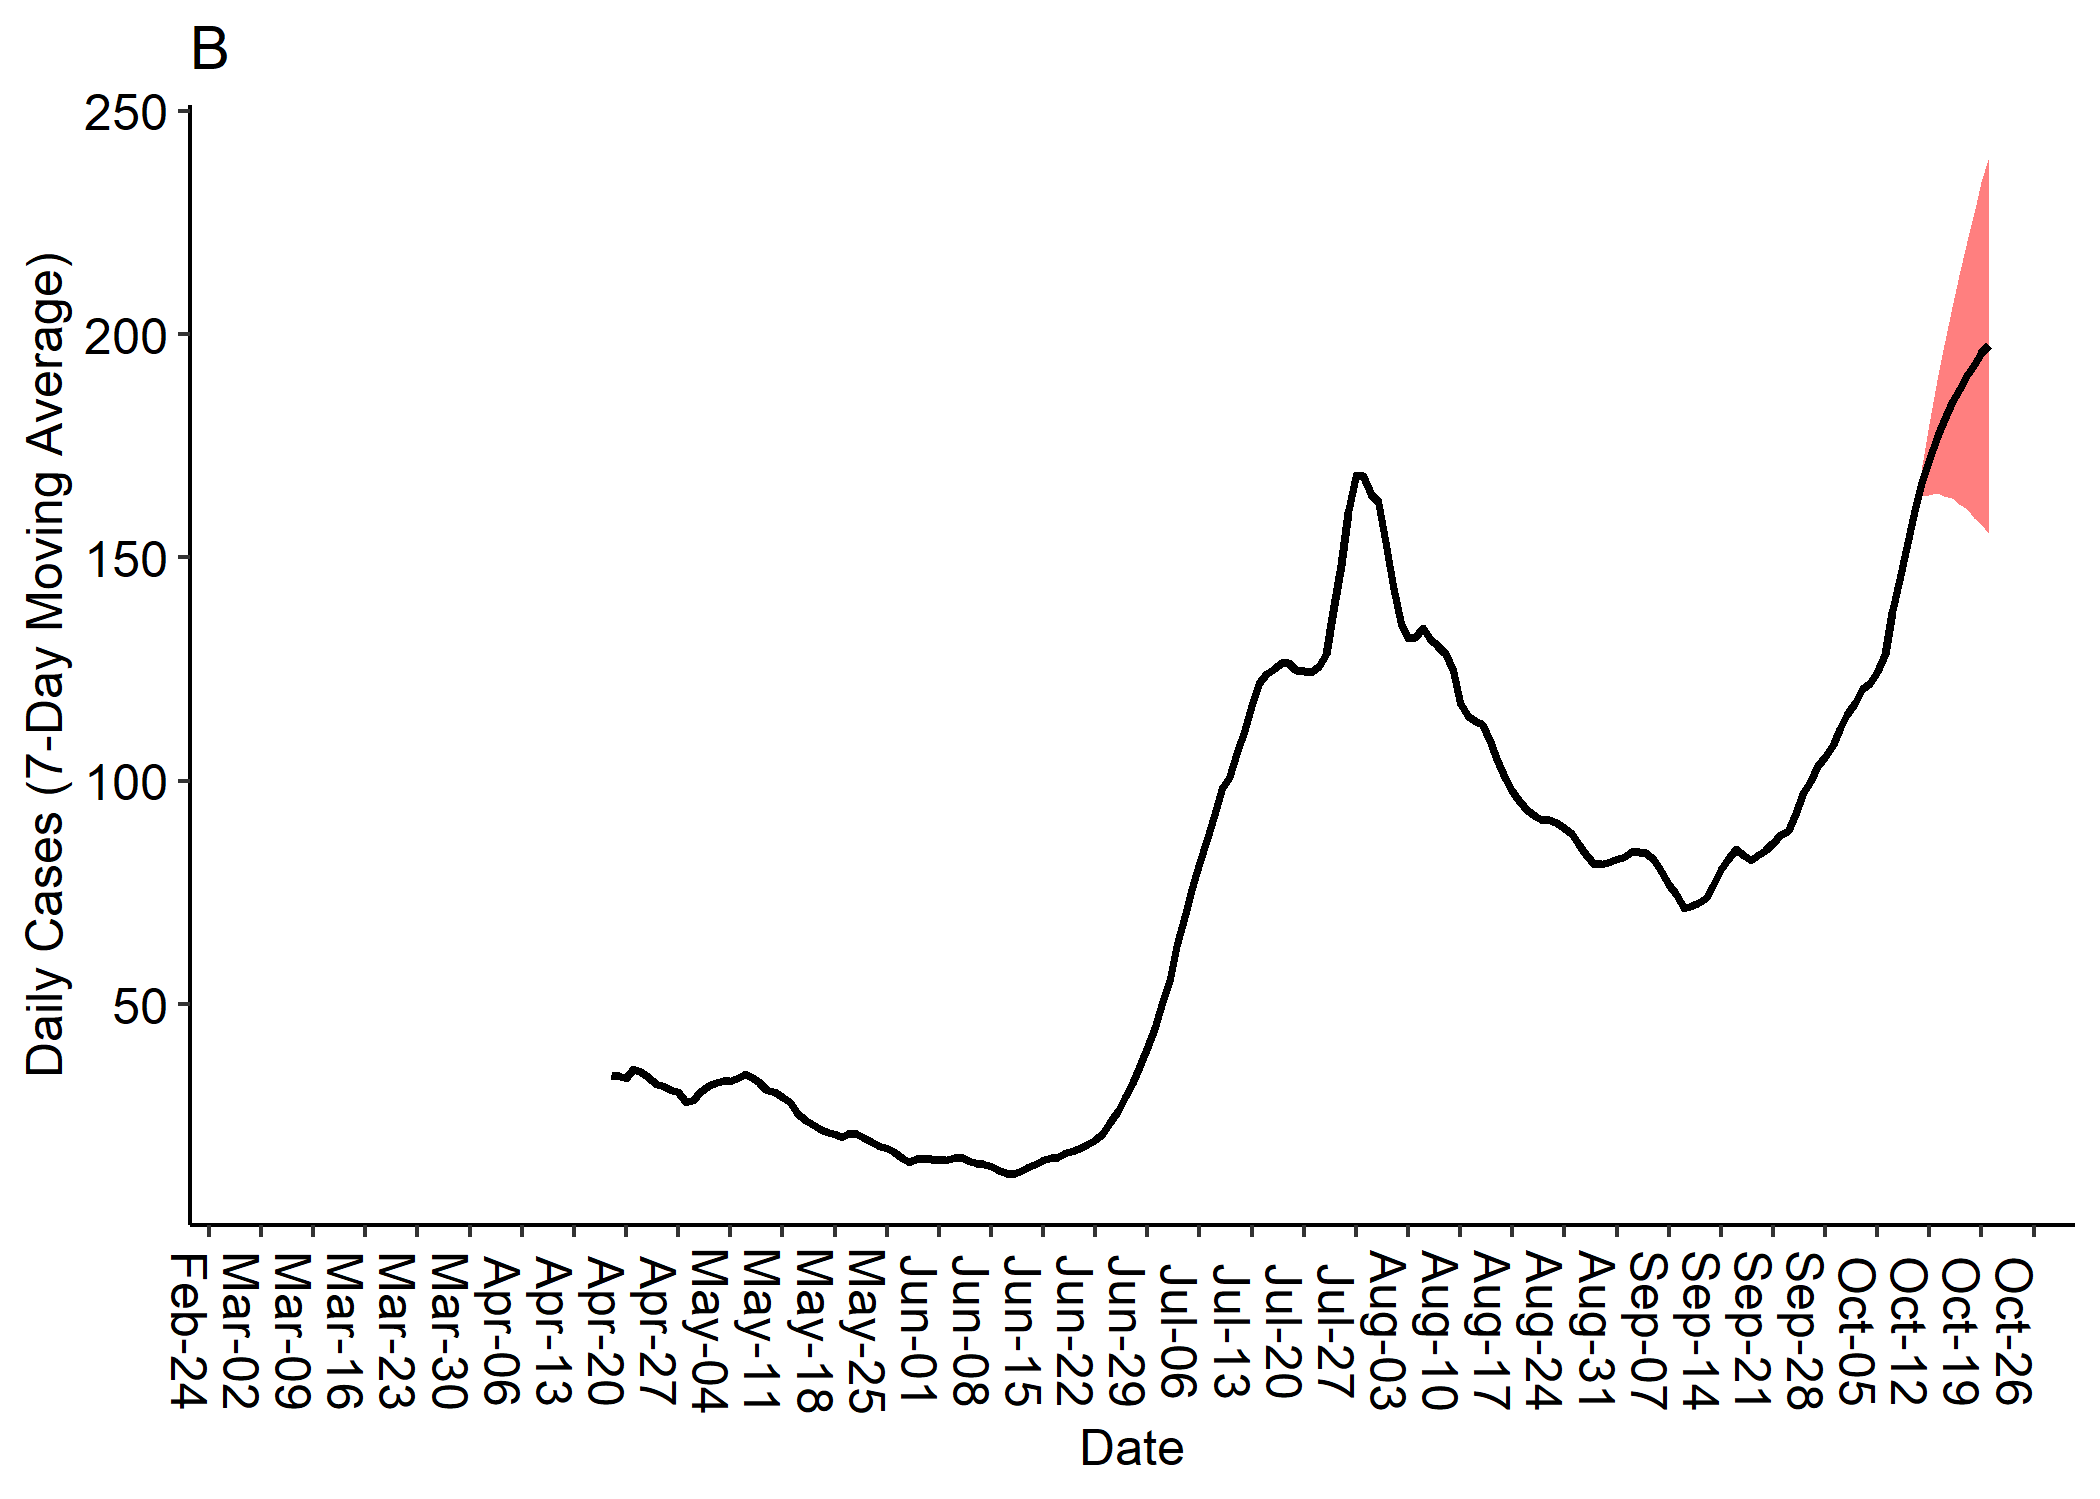 B
250
200
150
100
50
Daily Cases (7-Day Moving Average)
Feb-24
Mar-02
Mar-09
Mar-16
Mar-23
Mar-30
Apr-06
Apr-13
Apr-20
Apr-27
May-04
May-11
May-18
May-25
Jun-01
Jun-08
Jun-15
Jun-22
Jun-29
Jul-06
Jul-13
Jul-20
Jul-27
Aug-03
Aug-10
Aug-17
Aug-24
Aug-31
Sep-07
Sep-14
Sep-21
Sep-28
Oct-05
Oct-12
Oct-19
Oct-26
Date